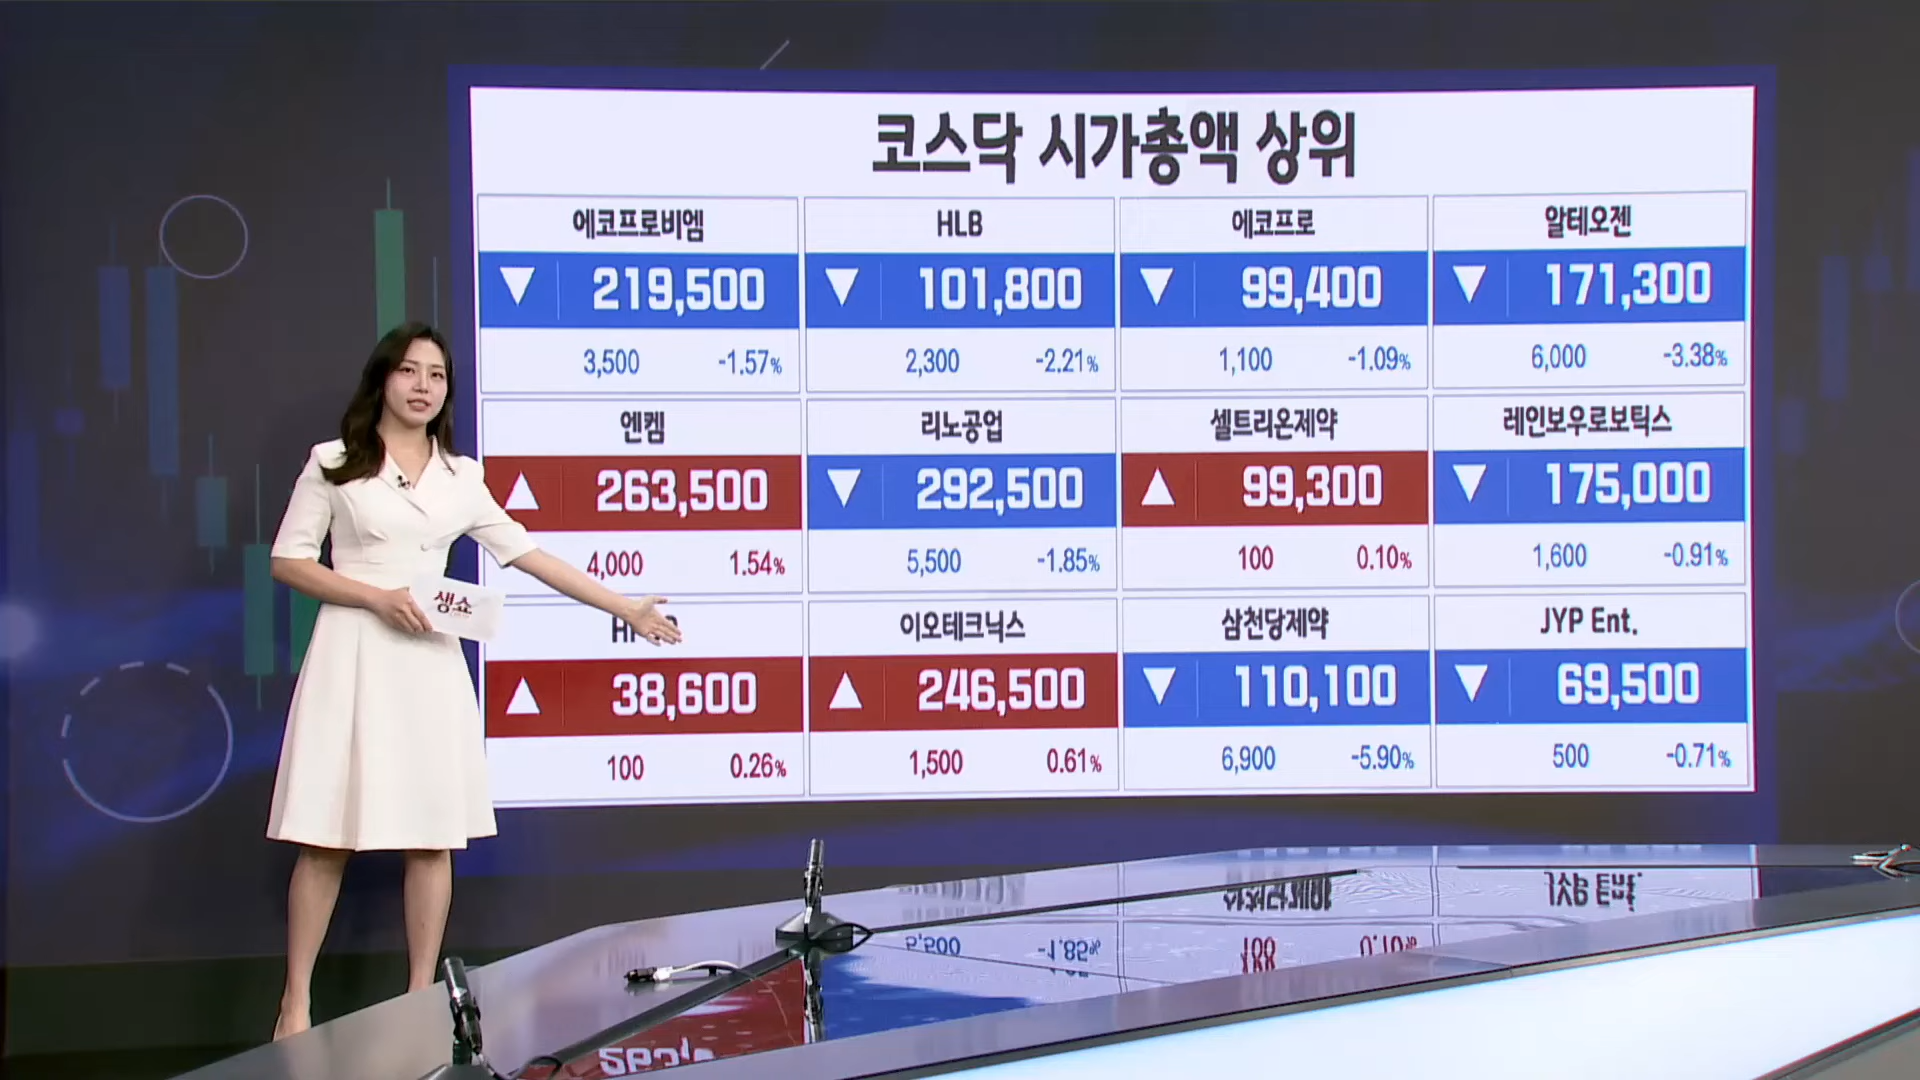 코스닥 시가총액 상위
에코프로비엠 HLB 에코프로 알테오젠
▼ 219,500 ▼ 101,800 ▼ 99,400 ▼ 171,300
3,500 -1.57% 2,300 -2.21% 1,100 -1.09% 6,000 -3.38%
엔켐 리노공업 셀트리온제약 레인보우로보틱스
▲ 263,500 ▼ 292,500 ▲ 99,300 ▼ 175,000
4,000 1.54% 5,500 -1.85% 100 0.10% 1,600 -0.91%
생쇼
이오테크닉스 삼천당제약 JYP Ent.
▲ 38,600 ▲ 246,500 ▼ 110,100 ▼ 69,500
100 0.26% 1,500 0.61% 6,900 -5.90% 500 -0.71%